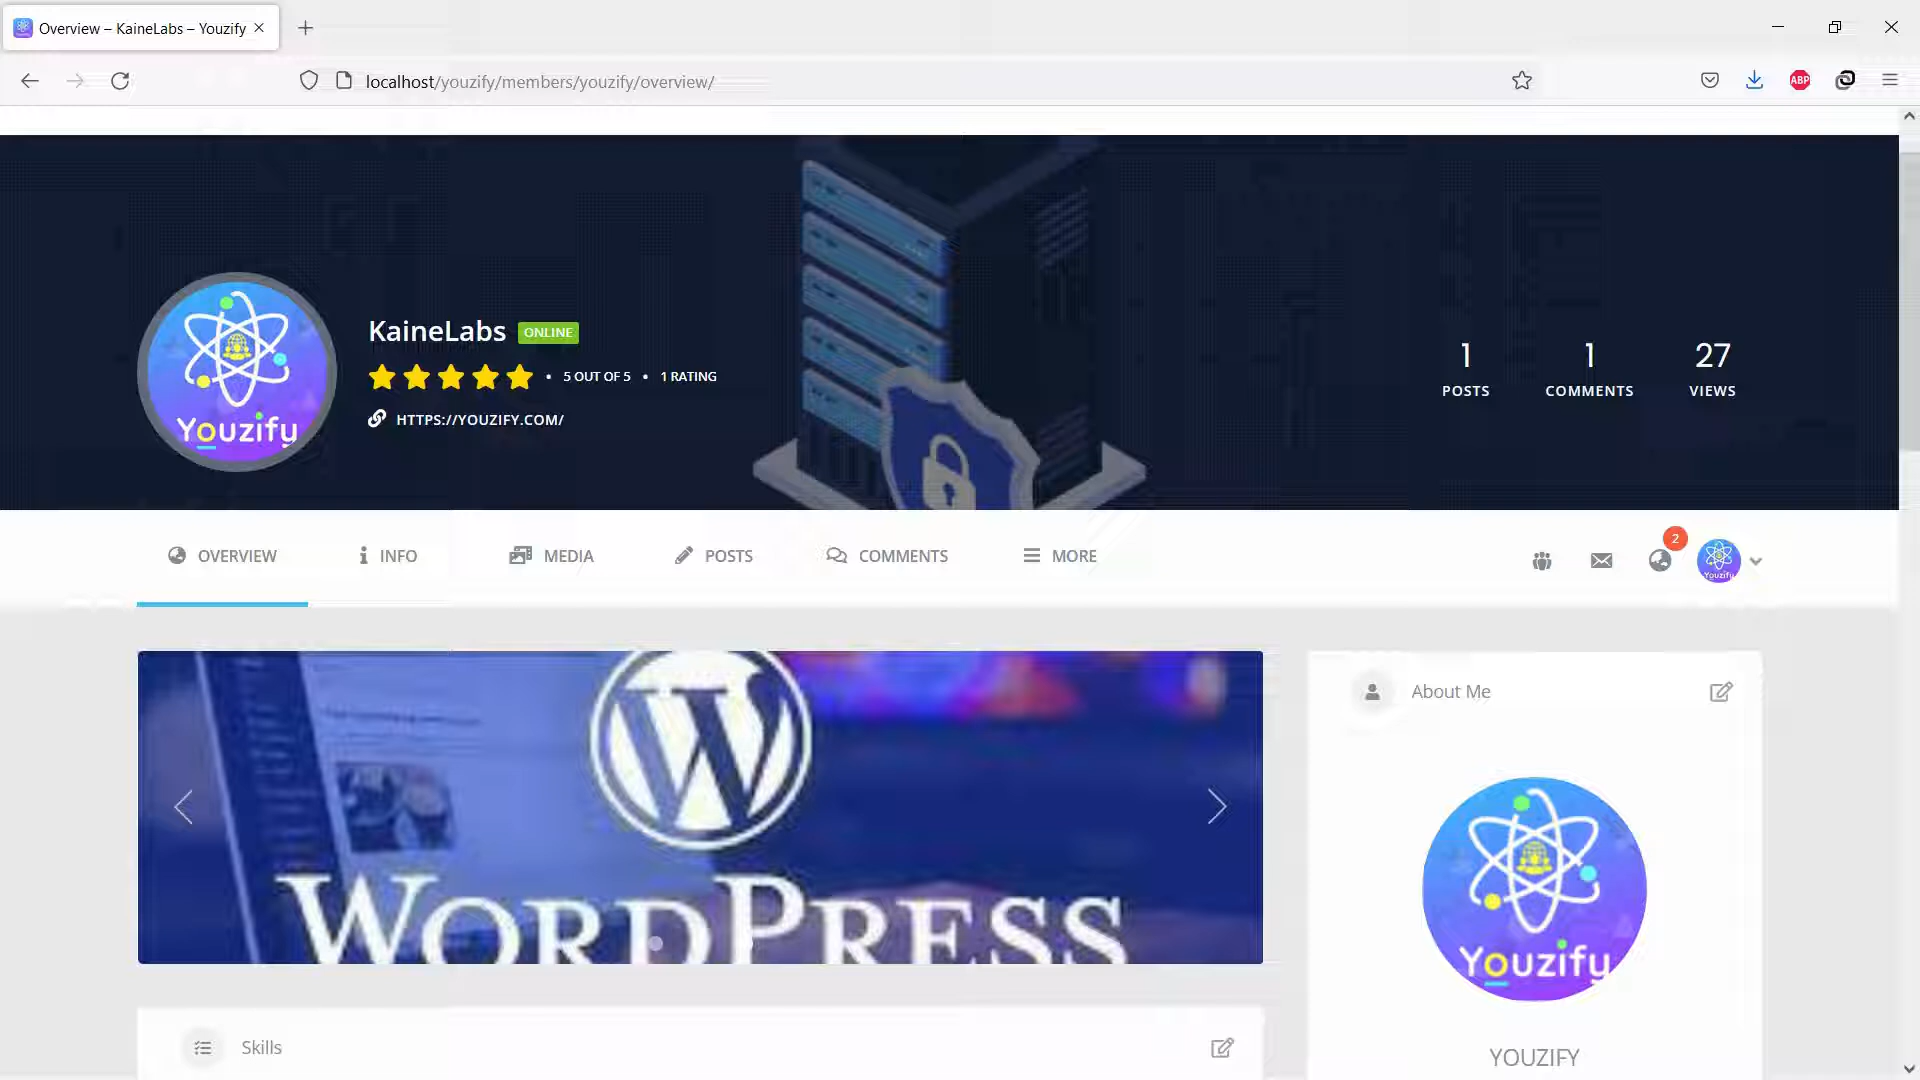 Overview – KaineLabs – Youzify
localhost/youzify/members/youzify/overview/
ABP
KaineLabs ONLINE
• 5 OUT OF 5 • 1 RATING
HTTPS://YOUZIFY.COM/
Youzify
1
POSTS
1
COMMENTS
27
VIEWS
OVERVIEW
INFO
MEDIA
POSTS
COMMENTS
MORE
2
Youzify
WORDPRESS
About Me
Youzify
YOUZIFY
Skills